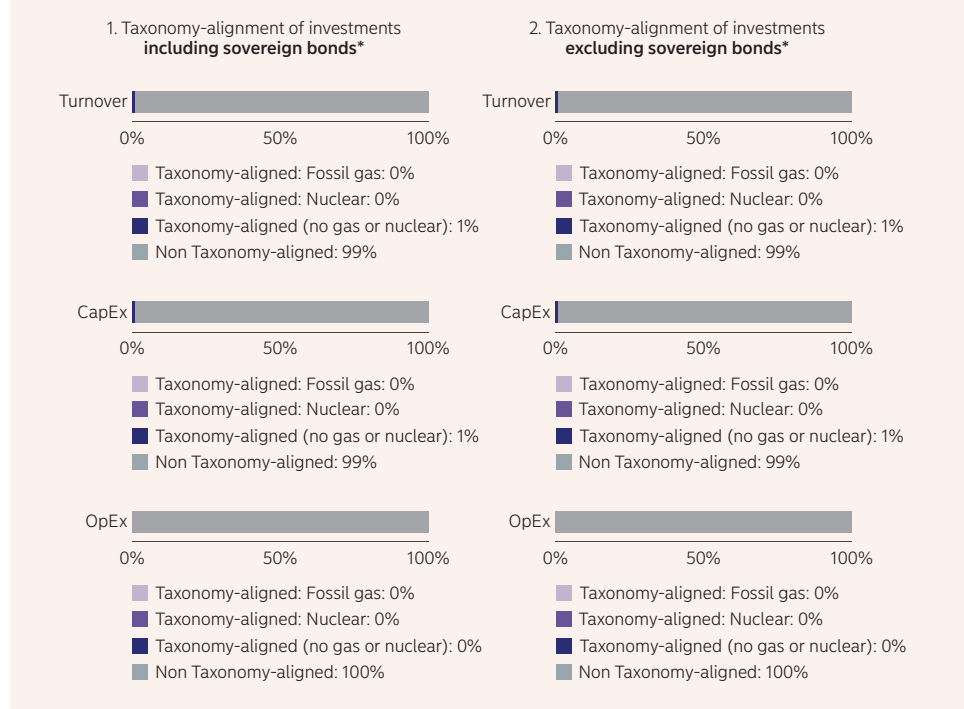 1. Taxonomy-alignment of investments
including sovereign bonds*
Turnover
0% 50% 100%
Taxonomy-aligned: Fossil gas: 0%
Taxonomy-aligned: Nuclear: 0%
Taxonomy-aligned (no gas or nuclear): 1%
Non Taxonomy-aligned: 99%
CapEx
0% 50% 100%
Taxonomy-aligned: Fossil gas: 0%
Taxonomy-aligned: Nuclear: 0%
Taxonomy-aligned (no gas or nuclear): 1%
Non Taxonomy-aligned: 99%
OpEx
0% 50% 100%
Taxonomy-aligned: Fossil gas: 0%
Taxonomy-aligned: Nuclear: 0%
Taxonomy-aligned (no gas or nuclear): 0%
Non Taxonomy-aligned: 100%
2. Taxonomy-alignment of investments
excluding sovereign bonds*
Turnover
0% 50% 100%
Taxonomy-aligned: Fossil gas: 0%
Taxonomy-aligned: Nuclear: 0%
Taxonomy-aligned (no gas or nuclear): 1%
Non Taxonomy-aligned: 99%
CapEx
0% 50% 100%
Taxonomy-aligned: Fossil gas: 0%
Taxonomy-aligned: Nuclear: 0%
Taxonomy-aligned (no gas or nuclear): 1%
Non Taxonomy-aligned: 99%
OpEx
0% 50% 100%
Taxonomy-aligned: Fossil gas: 0%
Taxonomy-aligned: Nuclear: 0%
Taxonomy-aligned (no gas or nuclear): 0%
Non Taxonomy-aligned: 100%